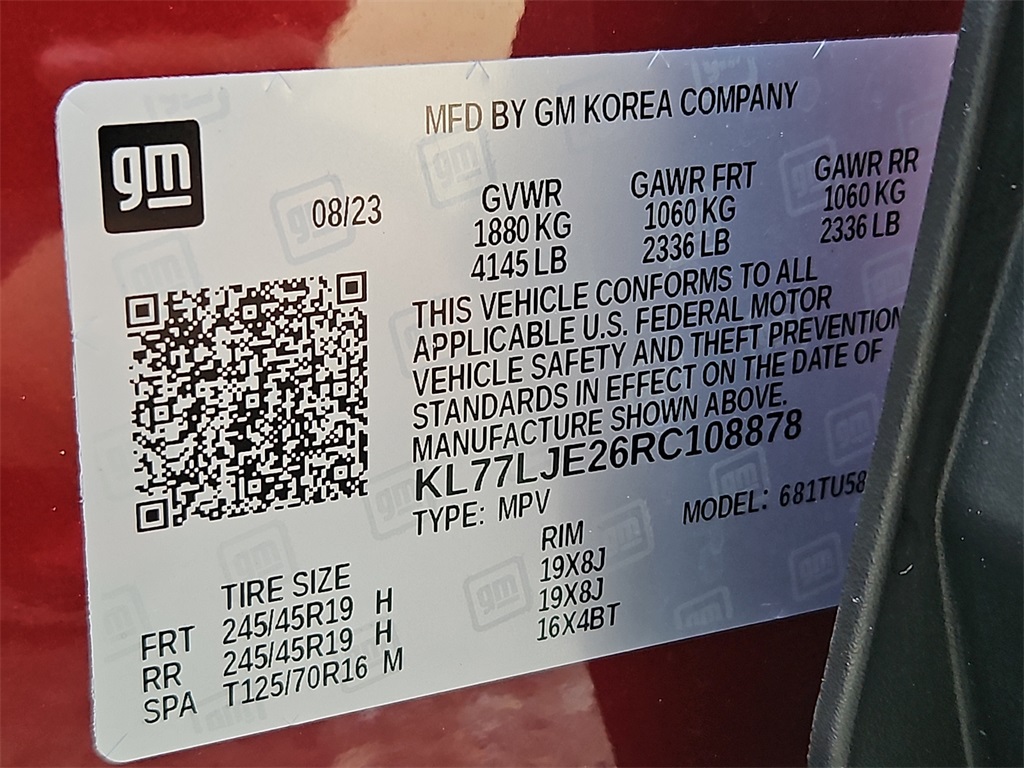 gm
MFD BY GM KOREA COMPANY
08/23
GVWR GAWR FRT GAWR RR
1880 KG 1060 KG 1060 KG
4145 LB 2336 LB 2336 LB
THIS VEHICLE CONFORMS TO ALL
APPLICABLE U.S. FEDERAL MOTOR
VEHICLE SAFETY AND THEFT PREVENTION
STANDARDS IN EFFECT ON THE DATE OF
MANUFACTURE SHOWN ABOVE.
KL77LJE26RC108878
TYPE: MPV MODEL: 681TU58
TIRE SIZE RIM
FRT 245/45R19 H 19X8J
RR 245/45R19 H 19X8J
SPA T125/70R16 M 16X4BT